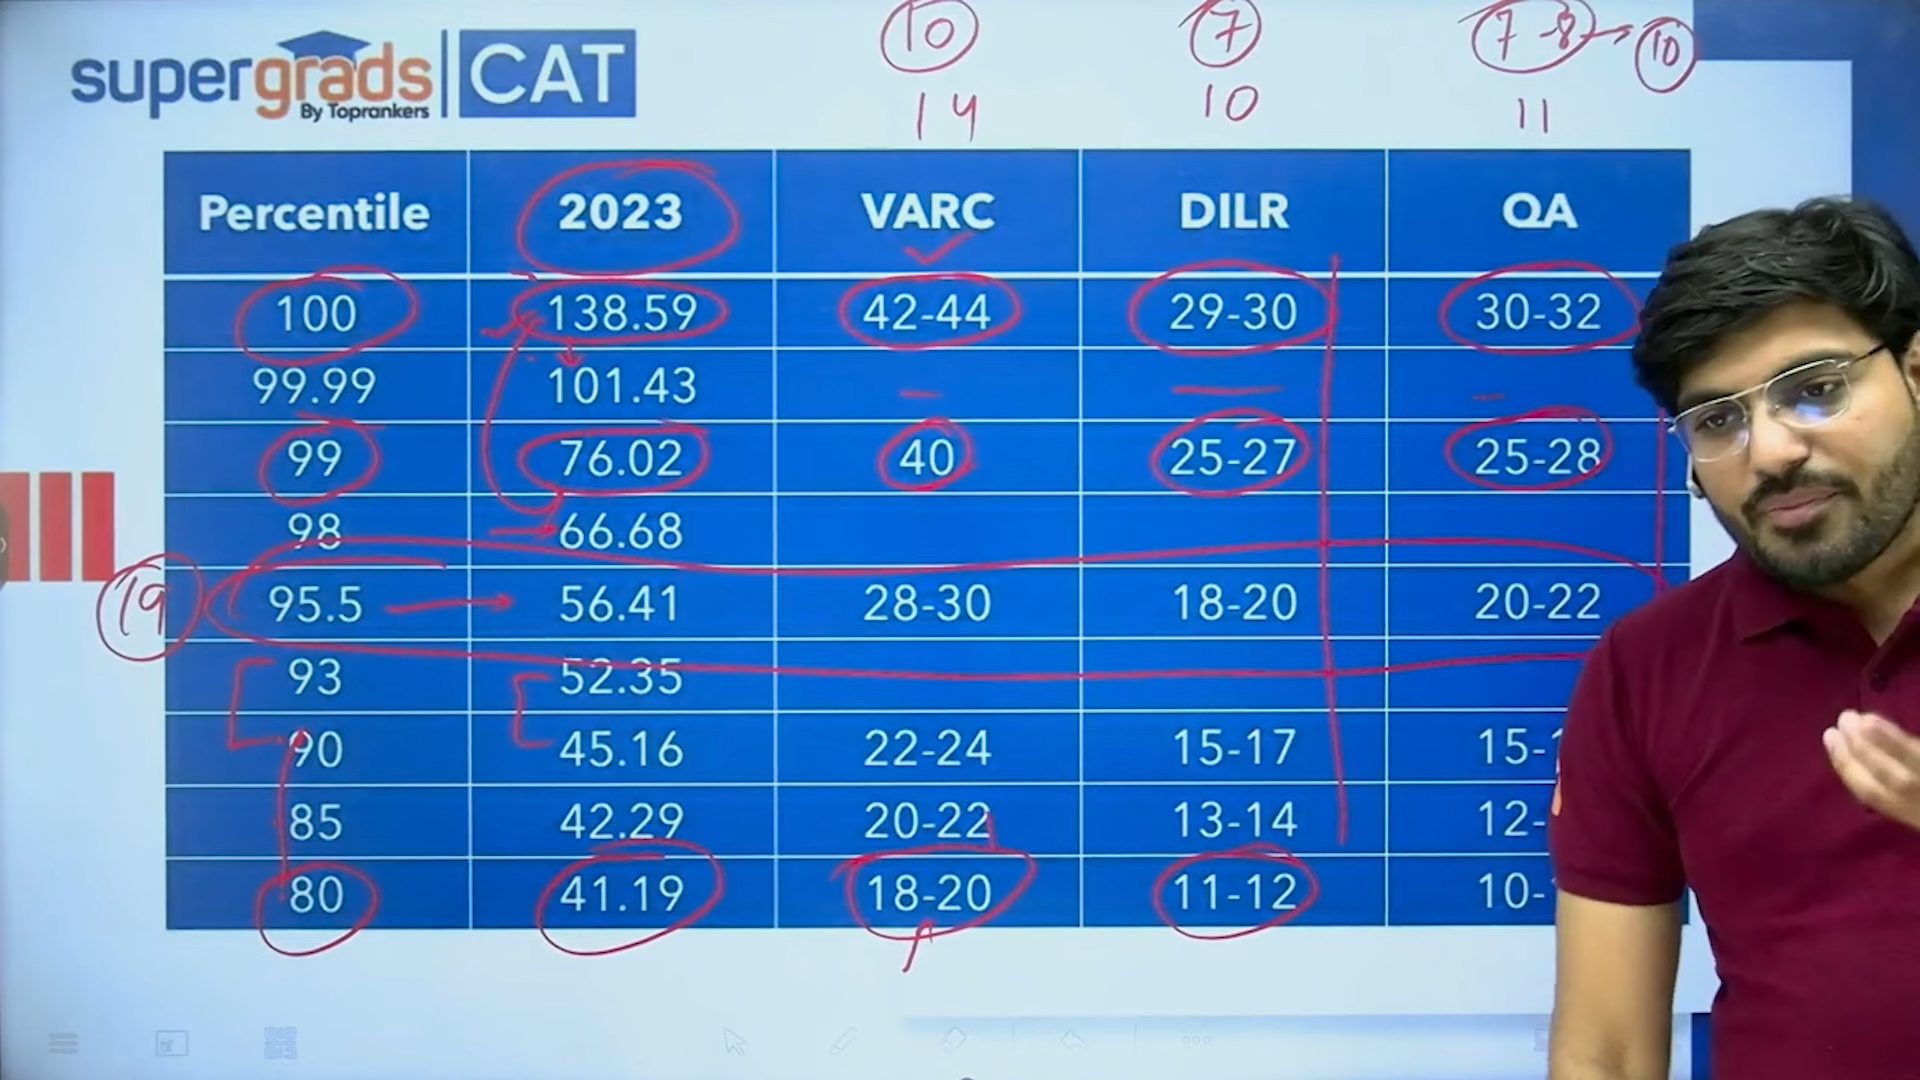 10 7 7-8 → 10
supergrads CAT
By Toprankers
14 10 11
Percentile 2023 VARC DILR QA
100 138.59 42-44 29-30 30-32
99.99 101.43
99 76.02 40 25-27 25-28
98 66.68
19 95.5 56.41 28-30 18-20 20-22
93 52.35
90 45.16 22-24 15-17 15-
85 42.29 20-22 13-14 12-
80 41.19 18-20 11-12 10-